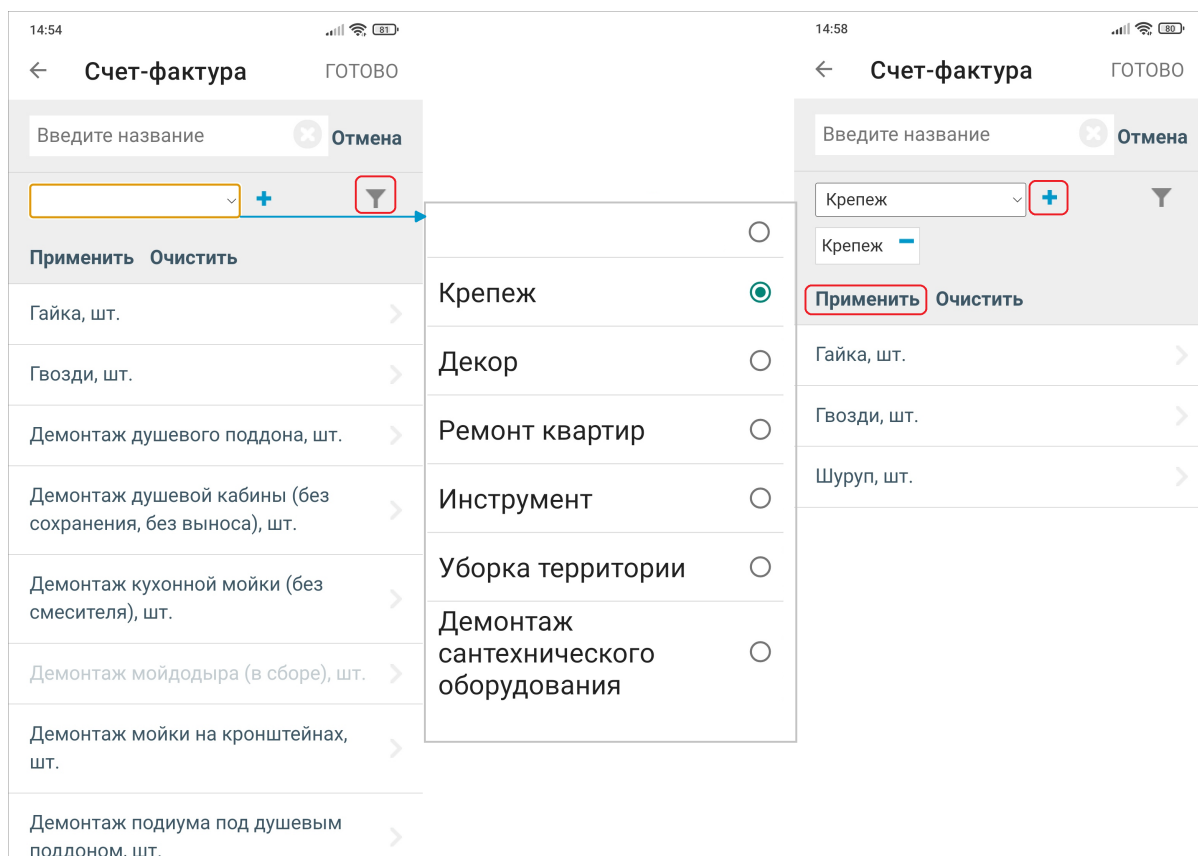 14:54
81
Счет-фактура
ГОТОВО
Введите название
Отмена
Применить Очистить
Гайка, шт.
Гвозди, шт.
Демонтаж душевого поддона, шт.
Демонтаж душевой кабины (без
сохранения, без выноса), шт.
Демонтаж кухонной мойки (без
смесителя), шт.
Демонтаж мойдодыра (в сборе), шт.
Демонтаж мойки на кронштейнах,
шт.
Демонтаж подиума под душевым
поддоном, шт.
Крепеж
Декор
Ремонт квартир
Инструмент
Уборка территории
Демонтаж
сантехнического
оборудования
14:58
80
Счет-фактура
ГОТОВО
Введите название
Отмена
Крепеж
Крепеж
Применить Очистить
Гайка, шт.
Гвозди, шт.
Шуруп, шт.